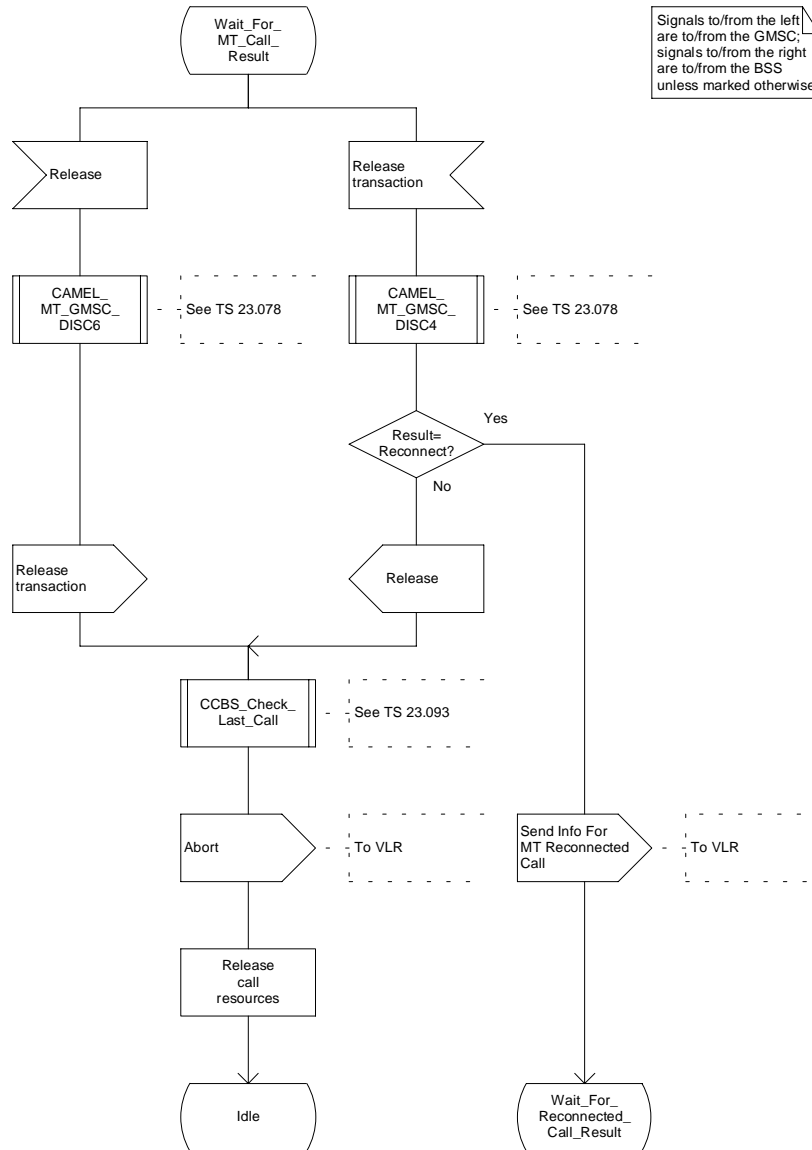 Wait_For_
MT_Call_
Result
Signals to/from the left
are to/from the GMSC;
signals to/from the right
are to/from the BSS
unless marked otherwise
Release
Release
transaction
CAMEL_
MT_GMSC_
DISC6
See TS 23.078
CAMEL_
MT_GMSC_
DISC4
See TS 23.078
Result=
Reconnect?
Yes
No
Release
transaction
Release
CCBS_Check_
Last_Call
See TS 23.093
Abort
To VLR
Send Info For
MT Reconnected
Call
To VLR
Release
call
resources
Idle
Wait_For_
Reconnected_
Call_Result